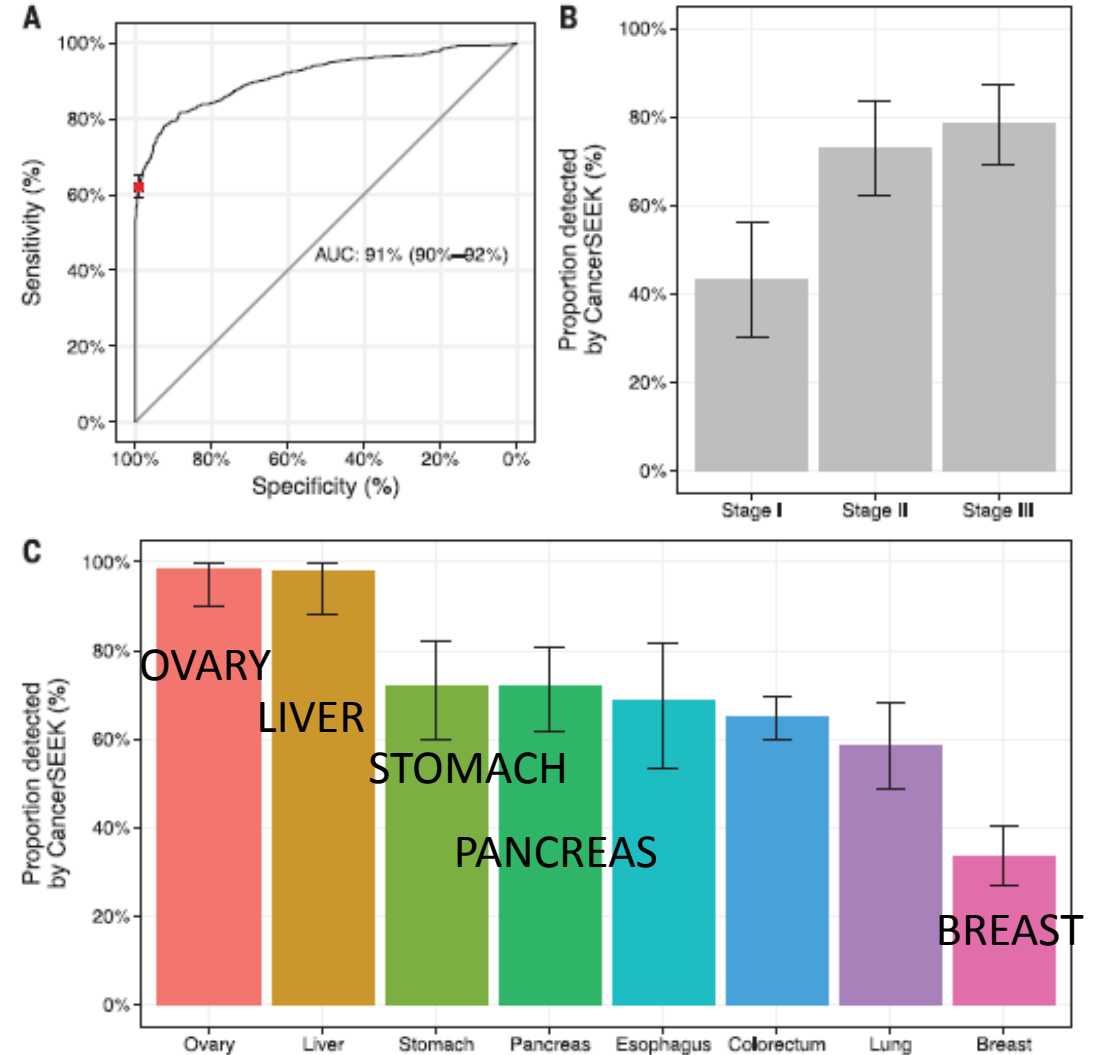 A
Sensitivity (%)
100%
80%
60%
40%
20%
0%
AUC: 91% (90%–92%)
100% 80% 60% 40% 20% 0%
Specificity (%)
B
Proportion detected
by CancerSEEK (%)
100%
80%
60%
40%
20%
0%
Stage I Stage II Stage III
C
Proportion detected
by CancerSEEK (%)
100%
80%
60%
40%
20%
0%
OVARY
LIVER
STOMACH
PANCREAS
BREAST
Ovary Liver Stomach Pancreas Esophagus Colorectum Lung Breast